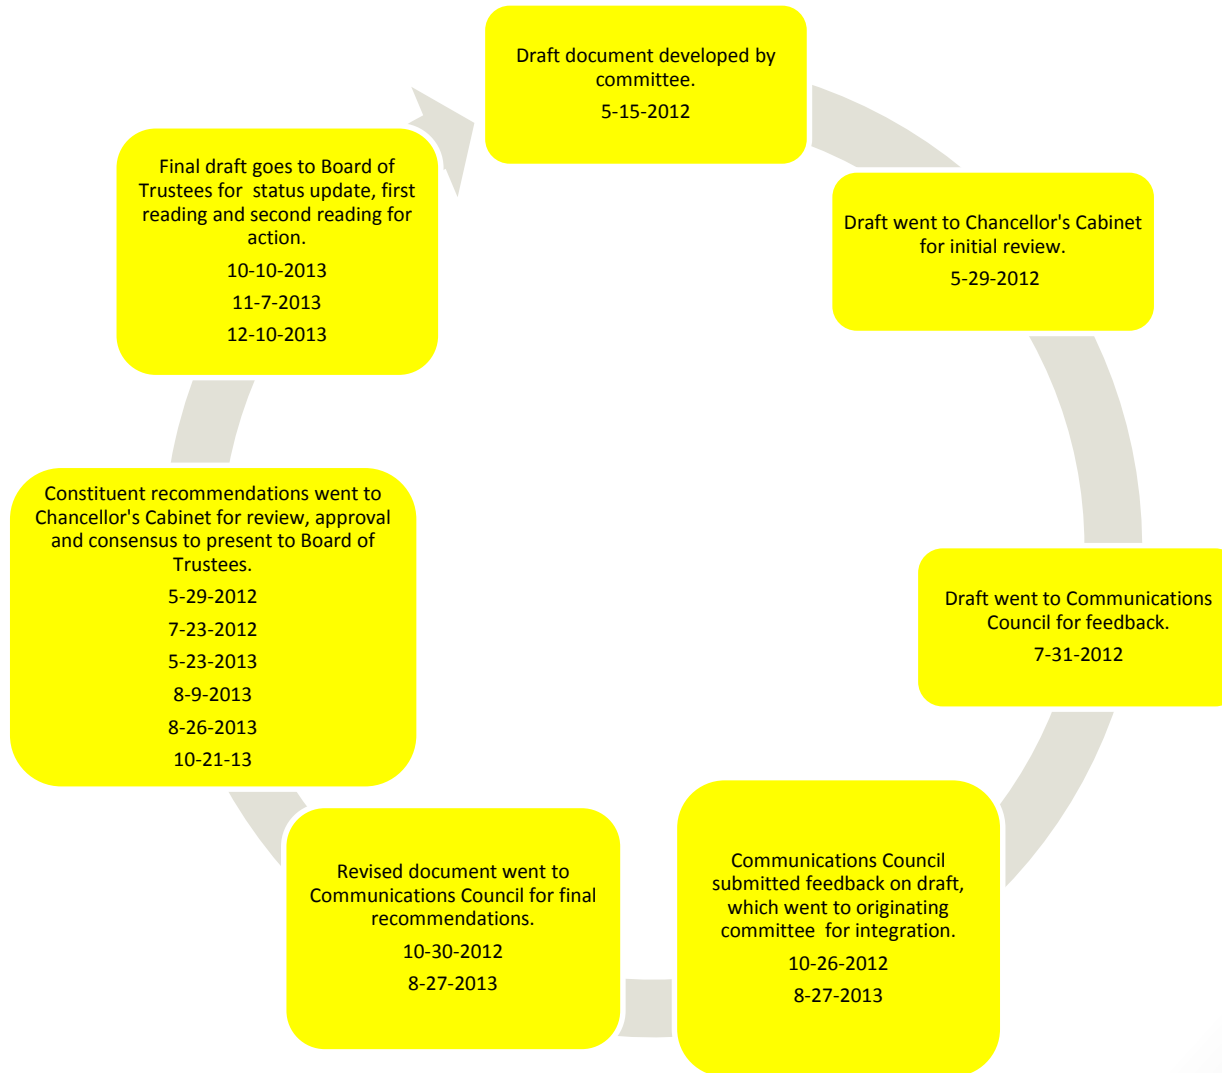 Draft document developed by
committee.
5-15-2012
Draft went to Chancellor's Cabinet
for initial review.
5-29-2012
Draft went to Communications
Council for feedback.
7-31-2012
Communications Council
submitted feedback on draft,
which went to originating
committee for integration.
10-26-2012
8-27-2013
Revised document went to
Communications Council for final
recommendations.
10-30-2012
8-27-2013
Constituent recommendations went to
Chancellor's Cabinet for review, approval
and consensus to present to Board of
Trustees.
5-29-2012
7-23-2012
5-23-2013
8-9-2013
8-26-2013
10-21-13
Final draft goes to Board of
Trustees for status update, first
reading and second reading for
action.
10-10-2013
11-7-2013
12-10-2013